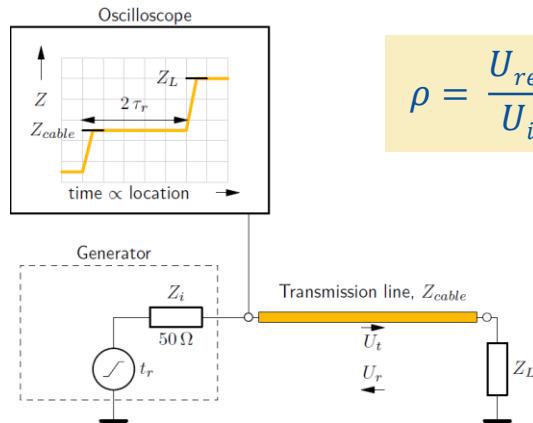 Oscilloscope
Z_L
Z
2 τ_r
Z_cable
time ∝ location
ρ = U_re / U_i
Generator
Z_i
50 Ω
t_r
Transmission line, Z_cable
U_t
U_r
Z_L